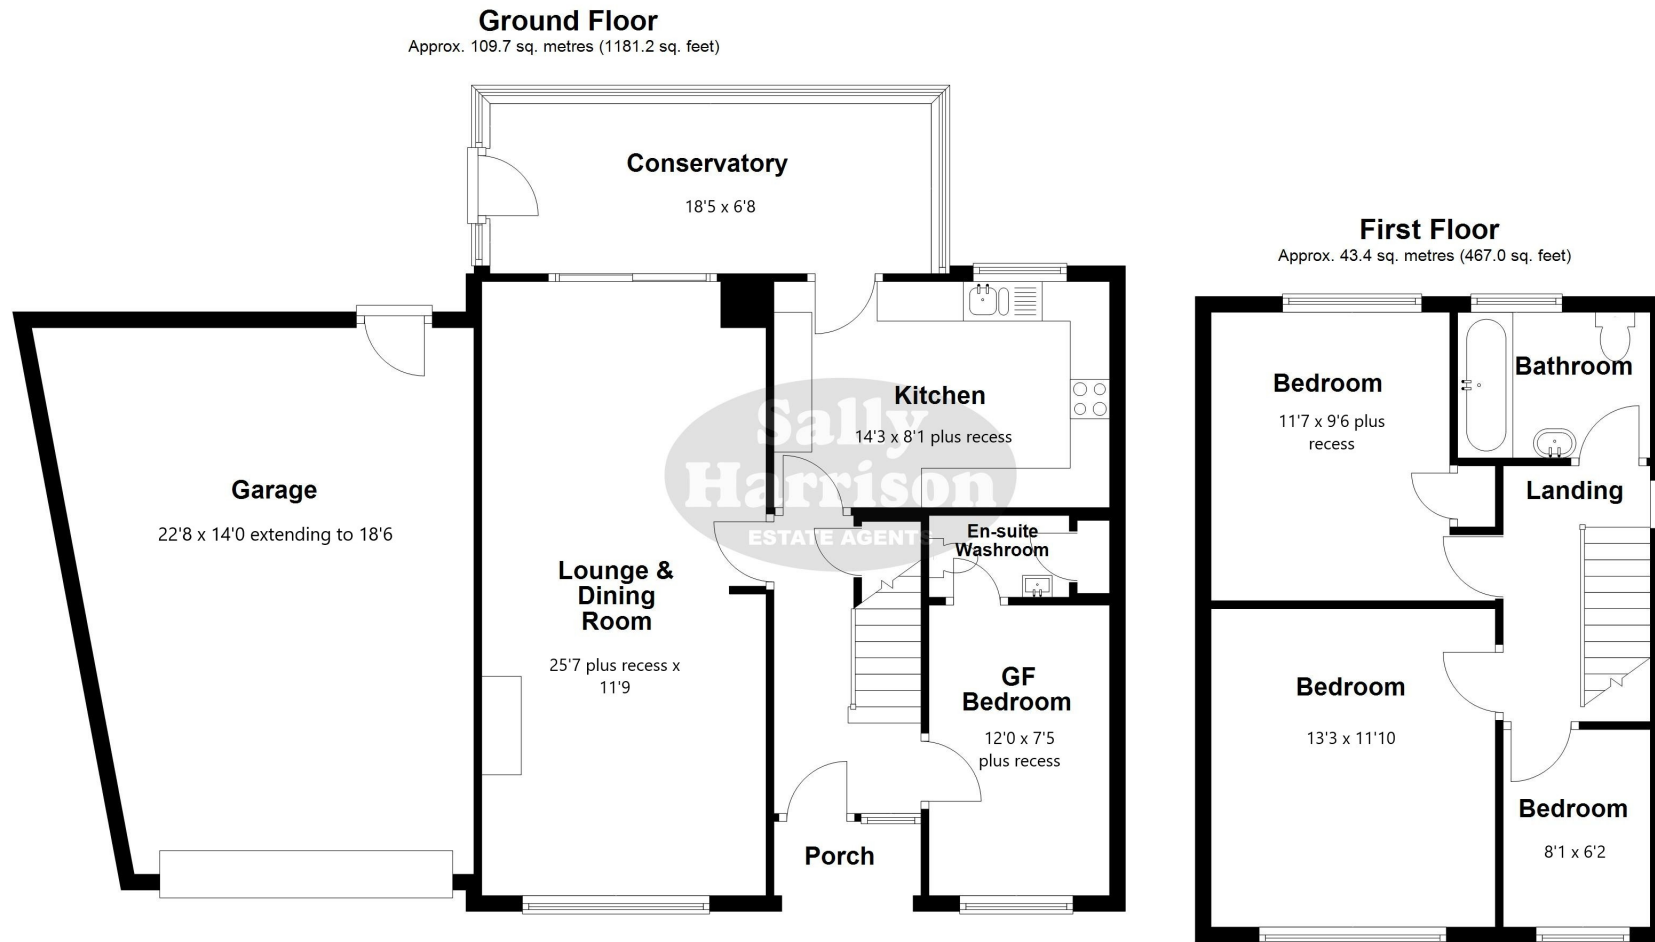 Ground Floor
Approx. 109.7 sq. metres (1181.2 sq. feet)
Conservatory
18'5 x 6'8
First Floor
Approx. 43.4 sq. metres (467.0 sq. feet)
Kitchen
14'3 x 8'1 plus recess
Sally
Harrison
ESTATE AGENTS
Garage
22'8 x 14'0 extending to 18'6
Lounge &
Dining
Room
25'7 plus recess x
11'9
En-suite
Washroom
GF
Bedroom
12'0 x 7'5
plus recess
Porch
Bedroom
11'7 x 9'6 plus
recess
Bathroom
Landing
Bedroom
13'3 x 11'10
Bedroom
8'1 x 6'2